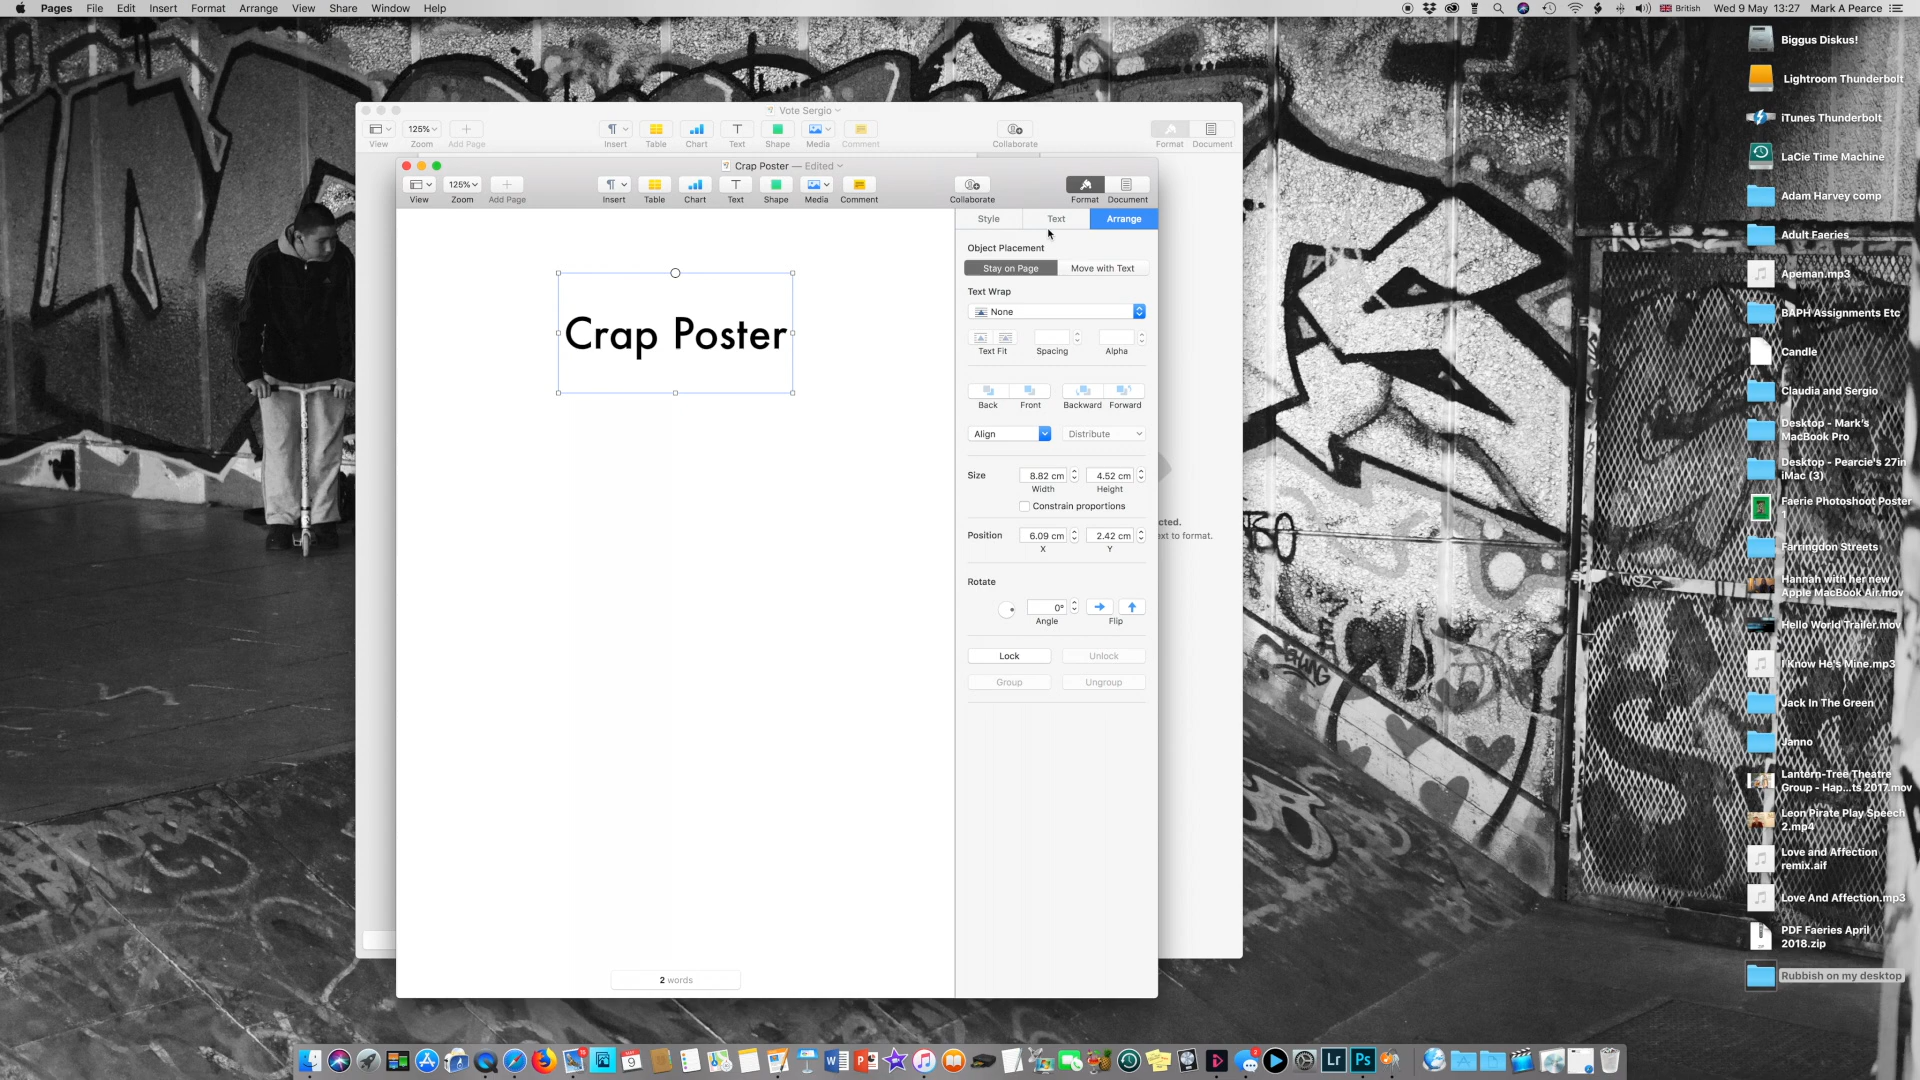 Pages File Edit Insert Format Arrange View Share Window Help
British Wed 9 May 13:27 Mark A Pearce
Vote Sergio
125%
View Zoom Add Page Insert Table Chart Text Shape Media Comment Collaborate Format Document
Crap Poster — Edited
125%
View Zoom Add Page Insert Table Chart Text Shape Media Comment Collaborate Format Document
Style Text Arrange
Object Placement
Stay on Page Move with Text
Text Wrap
None
Text Fit Spacing Alpha
Back Front Backward Forward
Align Distribute
Size 8.82 cm 4.52 cm
Width Height
Constrain proportions
Position 6.09 cm 2.42 cm
X Y
Rotate
0°
Angle Flip
Lock Unlock
Group Ungroup
Crap Poster
2 words
cted.
ext to format.
Biggus Diskus!
Lightroom Thunderbolt
iTunes Thunderbolt
LaCie Time Machine
Adam Harvey comp
Adult Faeries
Apeman.mp3
BAPH Assignments Etc
Candle
Claudia and Sergio
Desktop - Mark's
MacBook Pro
Desktop - Pearcie's 27in
iMac (3)
Faerie Photoshoot Poster
1
Farringdon Streets
Hannah with her new
Apple MacBook Air.mov
Hello World Trailer.mov
I Know He's Mine.mp3
Jack In The Green
Janno
Lantern-Tree Theatre
Group - Hap...ts 2017.mov
Leon Pirate Play Speech
2.mp4
Love and Affection
remix.aif
Love And Affection.mp3
PDF Faeries April
2018.zip
Rubbish on my desktop
9
Lr
Ps